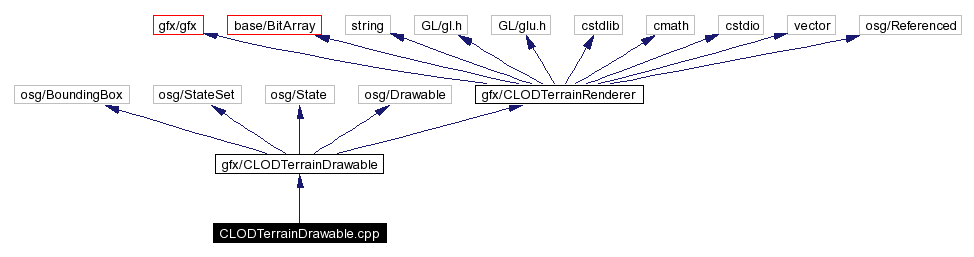 gfx/gfx
base/BitArray
string
GL/gl.h
GL/glu.h
cstdlib
cmath
cstdio
vector
osg/Referenced
osg/BoundingBox
osg/StateSet
osg/State
osg/Drawable
gfx/CLODTerrainRenderer
gfx/CLODTerrainDrawable
CLODTerrainDrawable.cpp